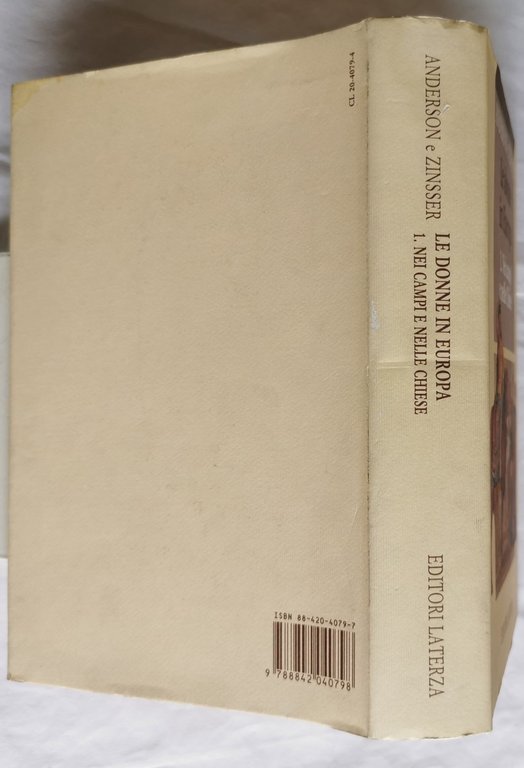 CL 20-4079-4
ANDERSON e ZINSSER
LE DONNE IN EUROPA
1. NEI CAMPI E NELLE CHIESE
EDITORI LATERZA
ISBN 88-420-4079-7
9 788842 040798